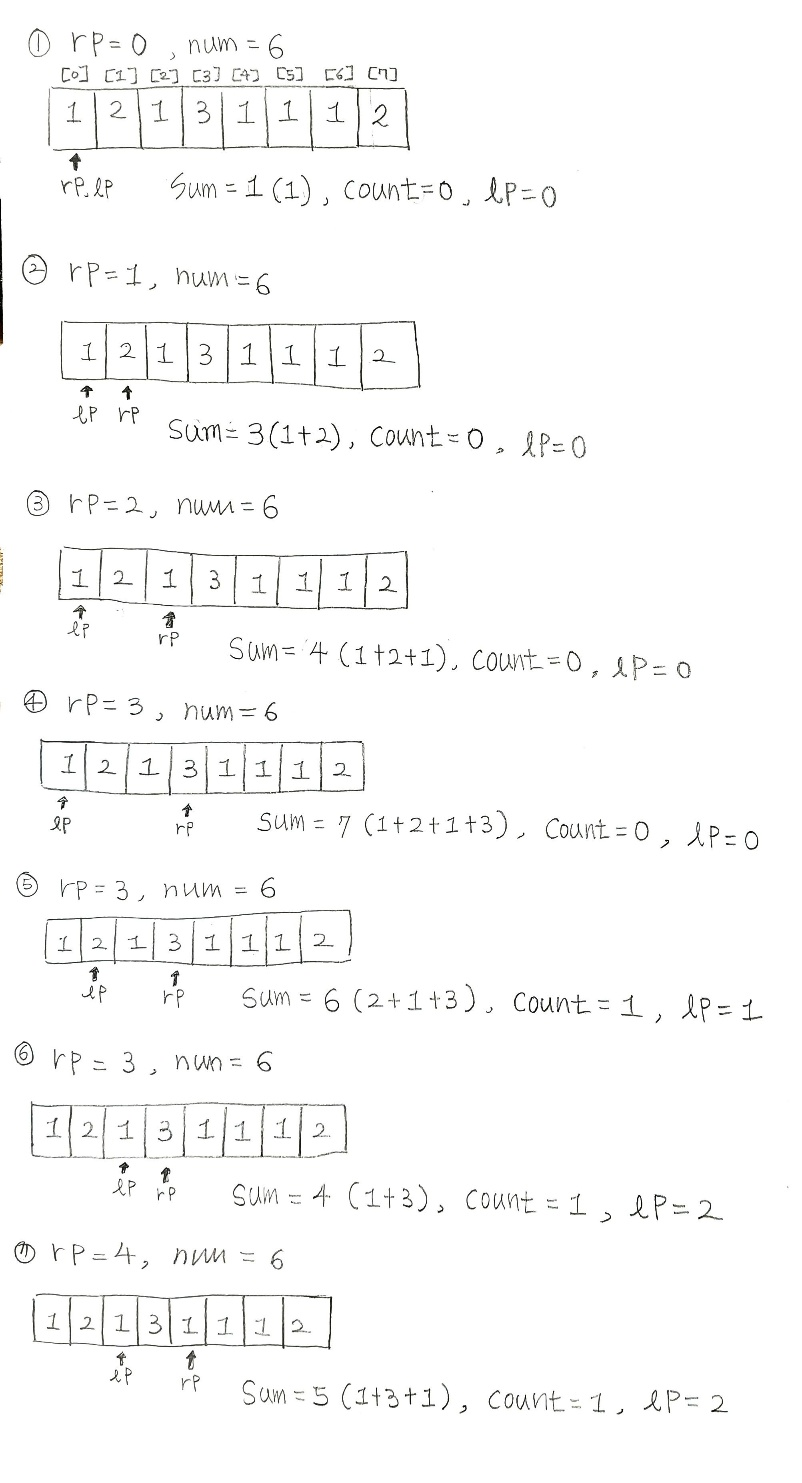 ① rP=0 , num=6
[0] [1] [2] [3] [4] [5] [6] [7]
1 2 1 3 1 1 1 2
rP, lP Sum=1(1), count=0, lP=0
② rP=1, num=6
1 2 1 3 1 1 1 2
lP rP
Sum=3(1+2), count=0, lP=0
③ rP=2, num=6
1 2 1 3 1 1 1 2
lP rP
Sum=4(1+2+1), count=0, lP=0
④ rP=3, num=6
1 2 1 3 1 1 1 2
lP rP
Sum=7(1+2+1+3), count=0, lP=0
⑤ rP=3, num=6
1 2 1 3 1 1 1 2
lP rP
Sum=6(2+1+3), count=1, lP=1
⑥ rP=3, nun=6
1 2 1 3 1 1 1 2
lP rP
Sum=4(1+3), count=1, lP=2
⑦ rP=4, num=6
1 2 1 3 1 1 1 2
lP rP
Sum=5(1+3+1), count=1, lP=2